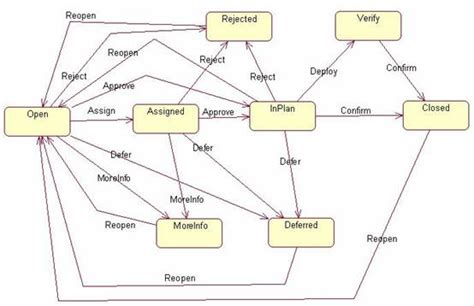 Reopen
Rejected
Verify
Reopen
Reject
Reject
Reject
Deploy
Confirm
Approve
Open
Assign
Assigned
Approve
InPlan
Confirm
Closed
Defer
Defer
Defer
MoreInfo
MoreInfo
Reopen
MoreInfo
Deferred
Reopen
Reopen